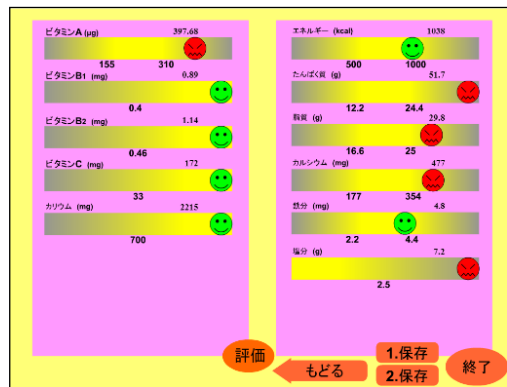 ビタミンA (μg) 397.68
155 310
ビタミンB1 (mg) 0.89
0.4
ビタミンB2 (mg) 1.14
0.46
ビタミンC (mg) 172
33
カリウム (mg) 2215
700
エネルギー (kcal) 1038
500 1000
たんぱく質 (g) 51.7
12.2 24.4
脂質 (g) 29.8
16.6 25
カルシウム (mg) 477
177 354
鉄分 (mg) 4.8
2.2 4.4
塩分 (g) 7.2
2.5
評価
もどる
1.保存
2.保存
終了